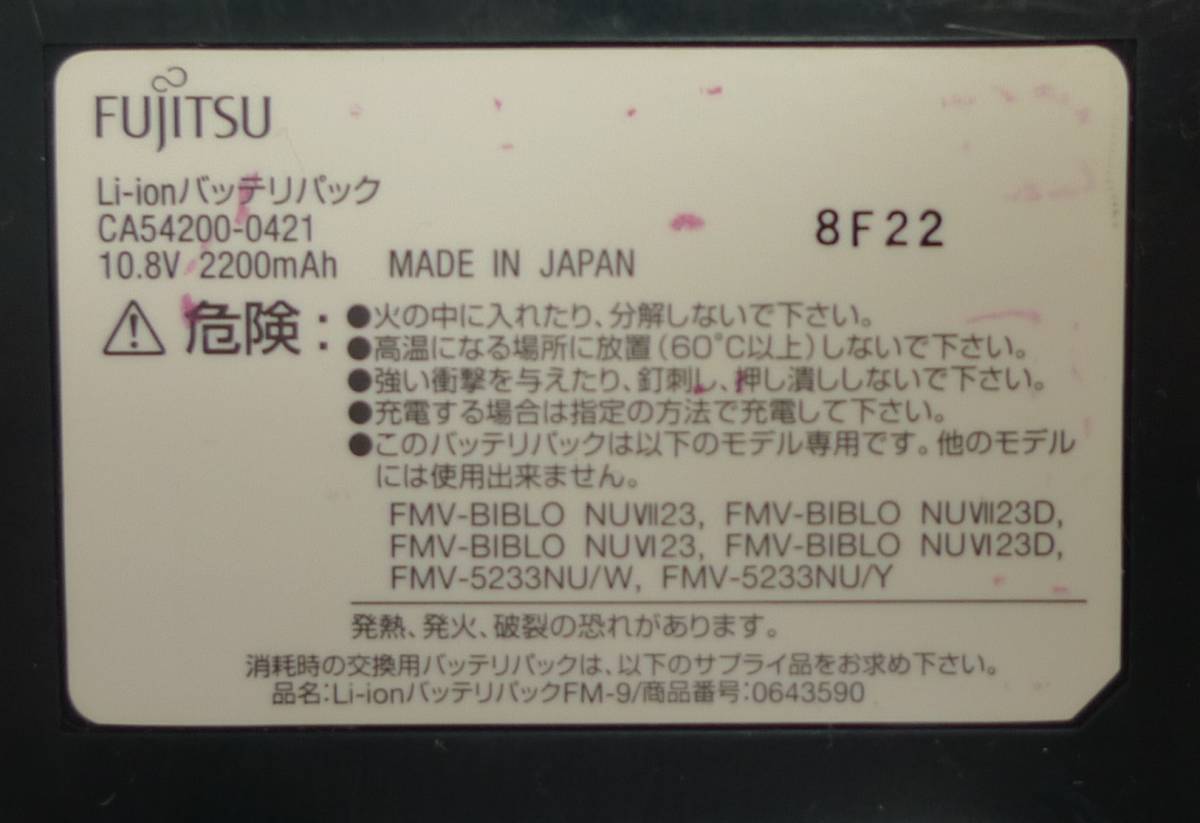 FUJITSU
Li-ionバッテリパック
CA54200-0421
10.8V 2200mAh MADE IN JAPAN
8F22
危険：
●火の中に入れたり、分解しないで下さい。
●高温になる場所に放置(60°C以上)しないで下さい。
●強い衝撃を与えたり、釘刺し、押し潰ししないで下さい。
●充電する場合は指定の方法で充電して下さい。
●このバッテリパックは以下のモデル専用です。他のモデル
には使用出来ません。
FMV-BIBLO NUⅦ23, FMV-BIBLO NUⅦ23D,
FMV-BIBLO NUⅥ23, FMV-BIBLO NUⅥ23D,
FMV-5233NU/W, FMV-5233NU/Y
発熱、発火、破裂の恐れがあります。
消耗時の交換用バッテリパックは、以下のサプライ品をお求め下さい。
品名:Li-ionバッテリパックFM-9/商品番号:0643590